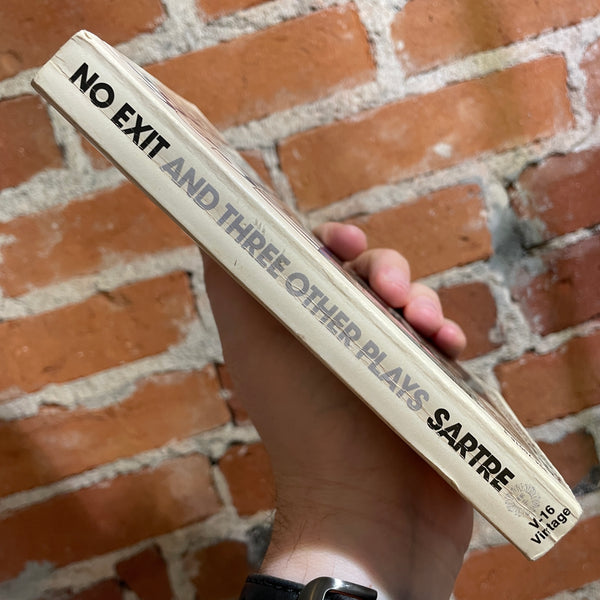 NO EXIT AND THREE OTHER PLAYS SARTRE
V-16
Vintage